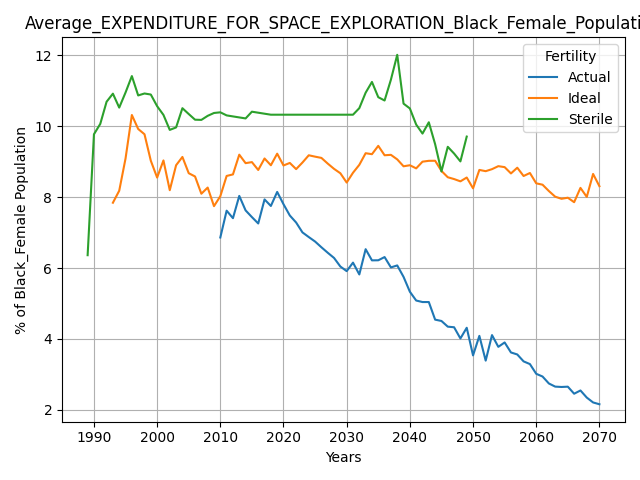 Average_EXPENDITURE_FOR_SPACE_EXPLORATION_Black_Female_Populati
% of Black_Female Population
12
10
8
6
4
2
Fertility
Actual
Ideal
Sterile
1990 2000 2010 2020 2030 2040 2050 2060 2070
Years